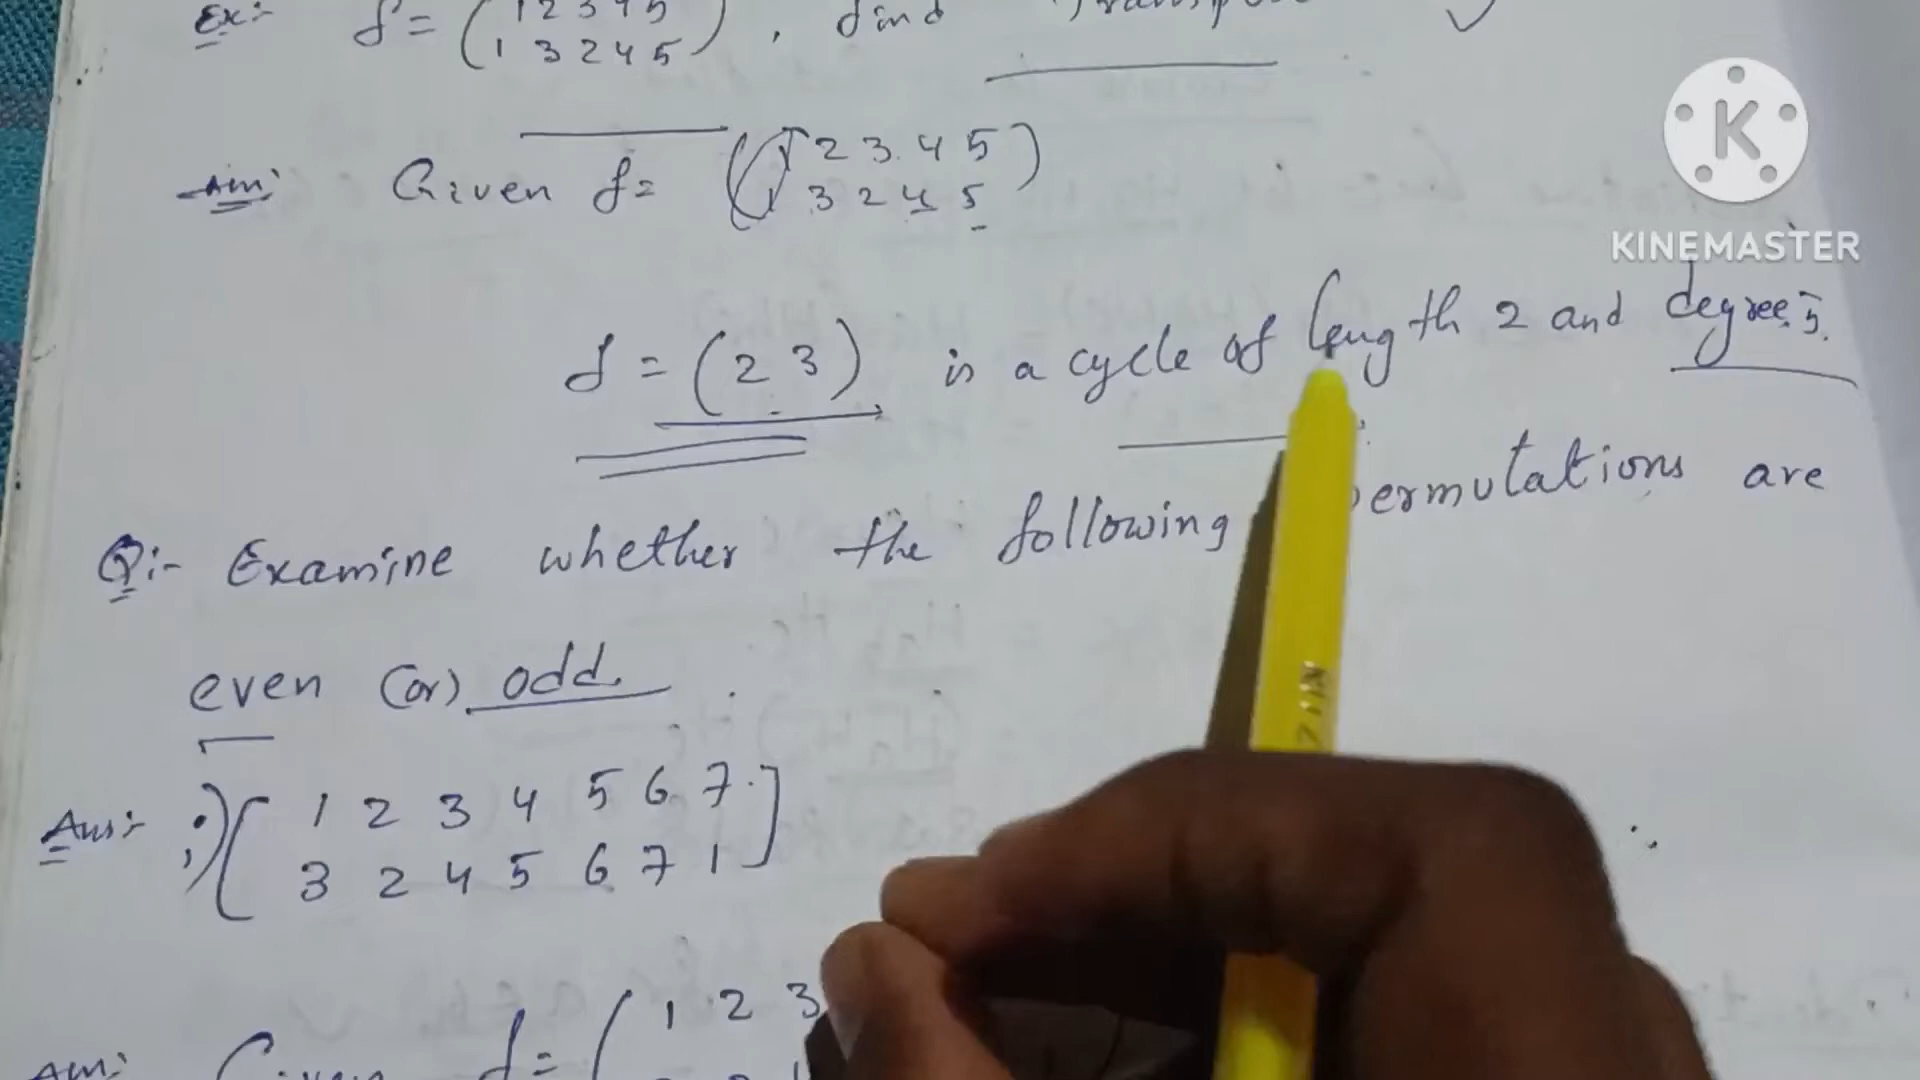 Ex:- f = ( 1 2 3 4 5 ) , find Transpo
1 3 2 4 5
K
KINEMASTER
Ans: Given f = ( 1 2 3 4 5 )
1 3 2 4 5
f = (2 3) is a cycle of length 2 and degree 5.
Q:- Examine whether the following permutations are
even (or) odd.
Ans:- i) [ 1 2 3 4 5 6 7 ]
3 2 4 5 6 7 1
Ans: Given f = ( 1 2 3